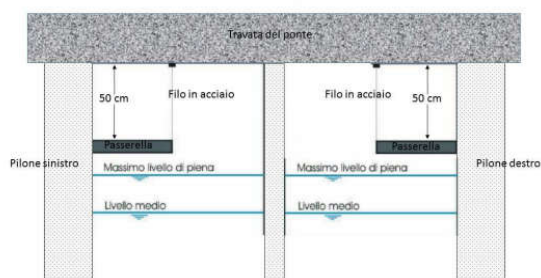 Travata del ponte
50 cm
Filo in acciaio
Filo in acciaio
50 cm
Passerella
Passerella
Pilone sinistro
Massimo livello di piena
Massimo livello di piena
Pilone destro
Livello medio
Livello medio